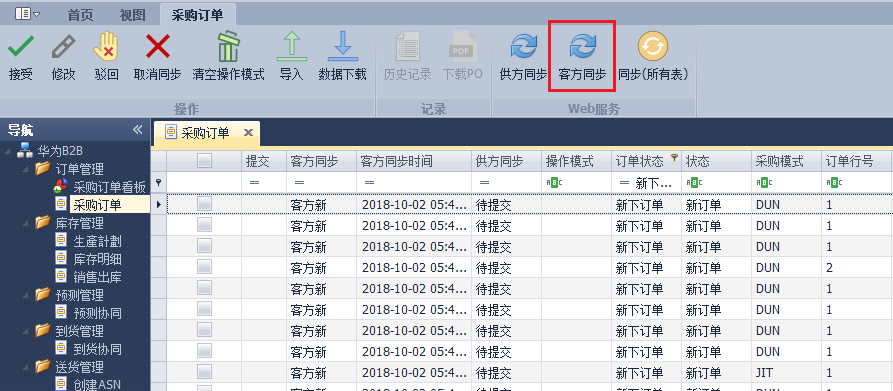 首页 视图 采购订单
接受 修改 驳回 取消同步 清空操作模式 导入 数据下载 历史记录 下载PO 供方同步 客方同步 同步(所有表)
操作 记录 Web服务
导航 «
采购订单 ×
华为B2B
订单管理
采购订单看板
采购订单
库存管理
生產計劃
库存明细
销售出库
预测管理
预测协同
到货管理
到货协同
送货管理
创建ASN
提交 客方同步 客方同步时间 供方同步 操作模式 订单状态 状态 采购模式 订单行号
= = = = ABC = 新下... ABC ABC ABC
客方新 2018-10-02 05:4... 待提交 新下订单 新订单 DUN 1
客方新 2018-10-02 05:4... 待提交 新下订单 新订单 DUN 1
客方新 2018-10-02 05:4... 待提交 新下订单 新订单 DUN 1
客方新 2018-10-02 05:4... 待提交 新下订单 新订单 DUN 2
客方新 2018-10-02 05:4... 待提交 新下订单 新订单 DUN 1
客方新 2018-10-02 05:4... 待提交 新下订单 新订单 DUN 1
客方新 2018-10-02 05:4... 待提交 新下订单 新订单 DUN 1
客方新 2018-10-02 05:4... 待提交 新下订单 新订单 DUN 1
客方新 2018-10-02 05:4... 待提交 新下订单 新订单 JIT 1